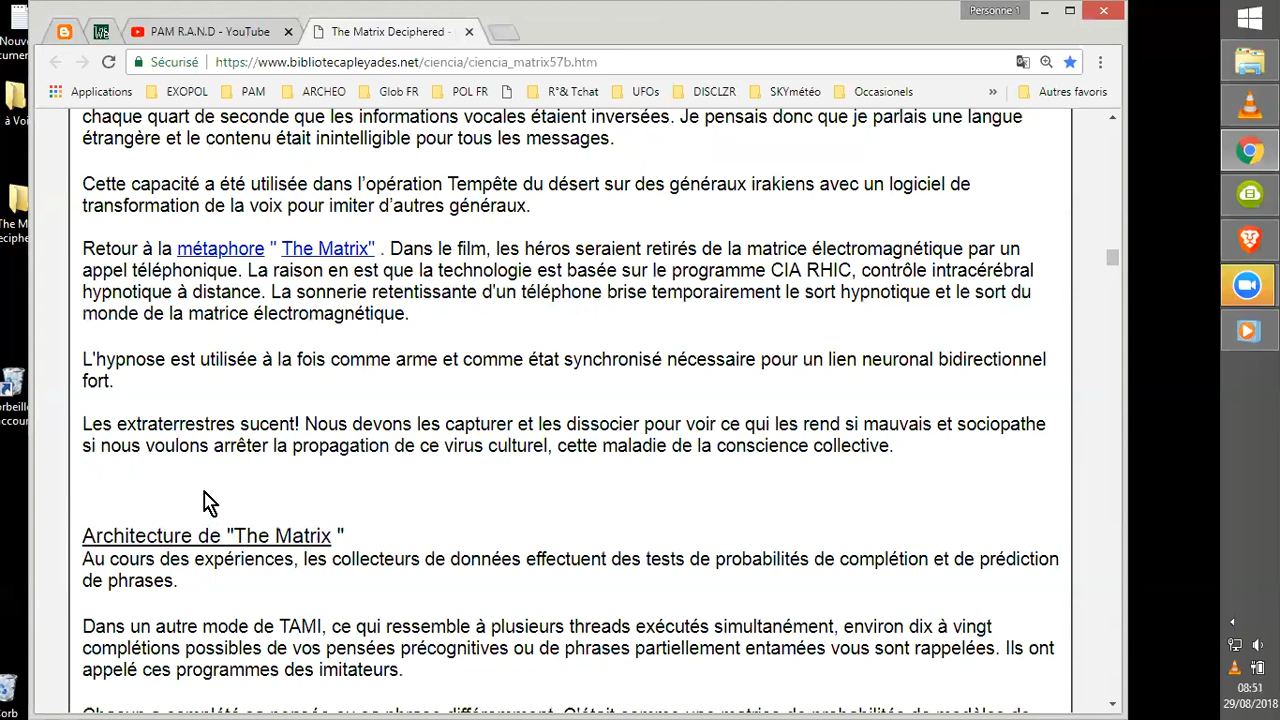 Personne 1
PAM R.A.N.D - YouTube
The Matrix Deciphered -
Sécurisé
https://www.bibliotecapleyades.net/ciencia/ciencia_matrix57b.htm
Applications
EXOPOL
PAM
ARCHEO
Glob FR
POL FR
R°& Tchat
UFOs
DISCLZR
SKYmétéo
Occasionels
»
Autres favoris
chaque quart de seconde que les informations vocales étaient inversées. Je pensais donc que je parlais une langue
étrangère et le contenu était inintelligible pour tous les messages.
Cette capacité a été utilisée dans l’opération Tempête du désert sur des généraux irakiens avec un logiciel de
transformation de la voix pour imiter d’autres généraux.
Retour à la métaphore " The Matrix" . Dans le film, les héros seraient retirés de la matrice électromagnétique par un
appel téléphonique. La raison en est que la technologie est basée sur le programme CIA RHIC, contrôle intracérébral
hypnotique à distance. La sonnerie retentissante d'un téléphone brise temporairement le sort hypnotique et le sort du
monde de la matrice électromagnétique.
L'hypnose est utilisée à la fois comme arme et comme état synchronisé nécessaire pour un lien neuronal bidirectionnel
fort.
Les extraterrestres sucent! Nous devons les capturer et les dissocier pour voir ce qui les rend si mauvais et sociopathe
si nous voulons arrêter la propagation de ce virus culturel, cette maladie de la conscience collective.
Architecture de "The Matrix "
Au cours des expériences, les collecteurs de données effectuent des tests de probabilités de complétion et de prédiction
de phrases.
Dans un autre mode de TAMI, ce qui ressemble à plusieurs threads exécutés simultanément, environ dix à vingt
complétions possibles de vos pensées précognitives ou de phrases partiellement entamées vous sont rappelées. Ils ont
appelé ces programmes des imitateurs.
Nouve
cumen
à Voi
The M
eciphe
orbeille
accour
Corb
08:51
29/08/2018